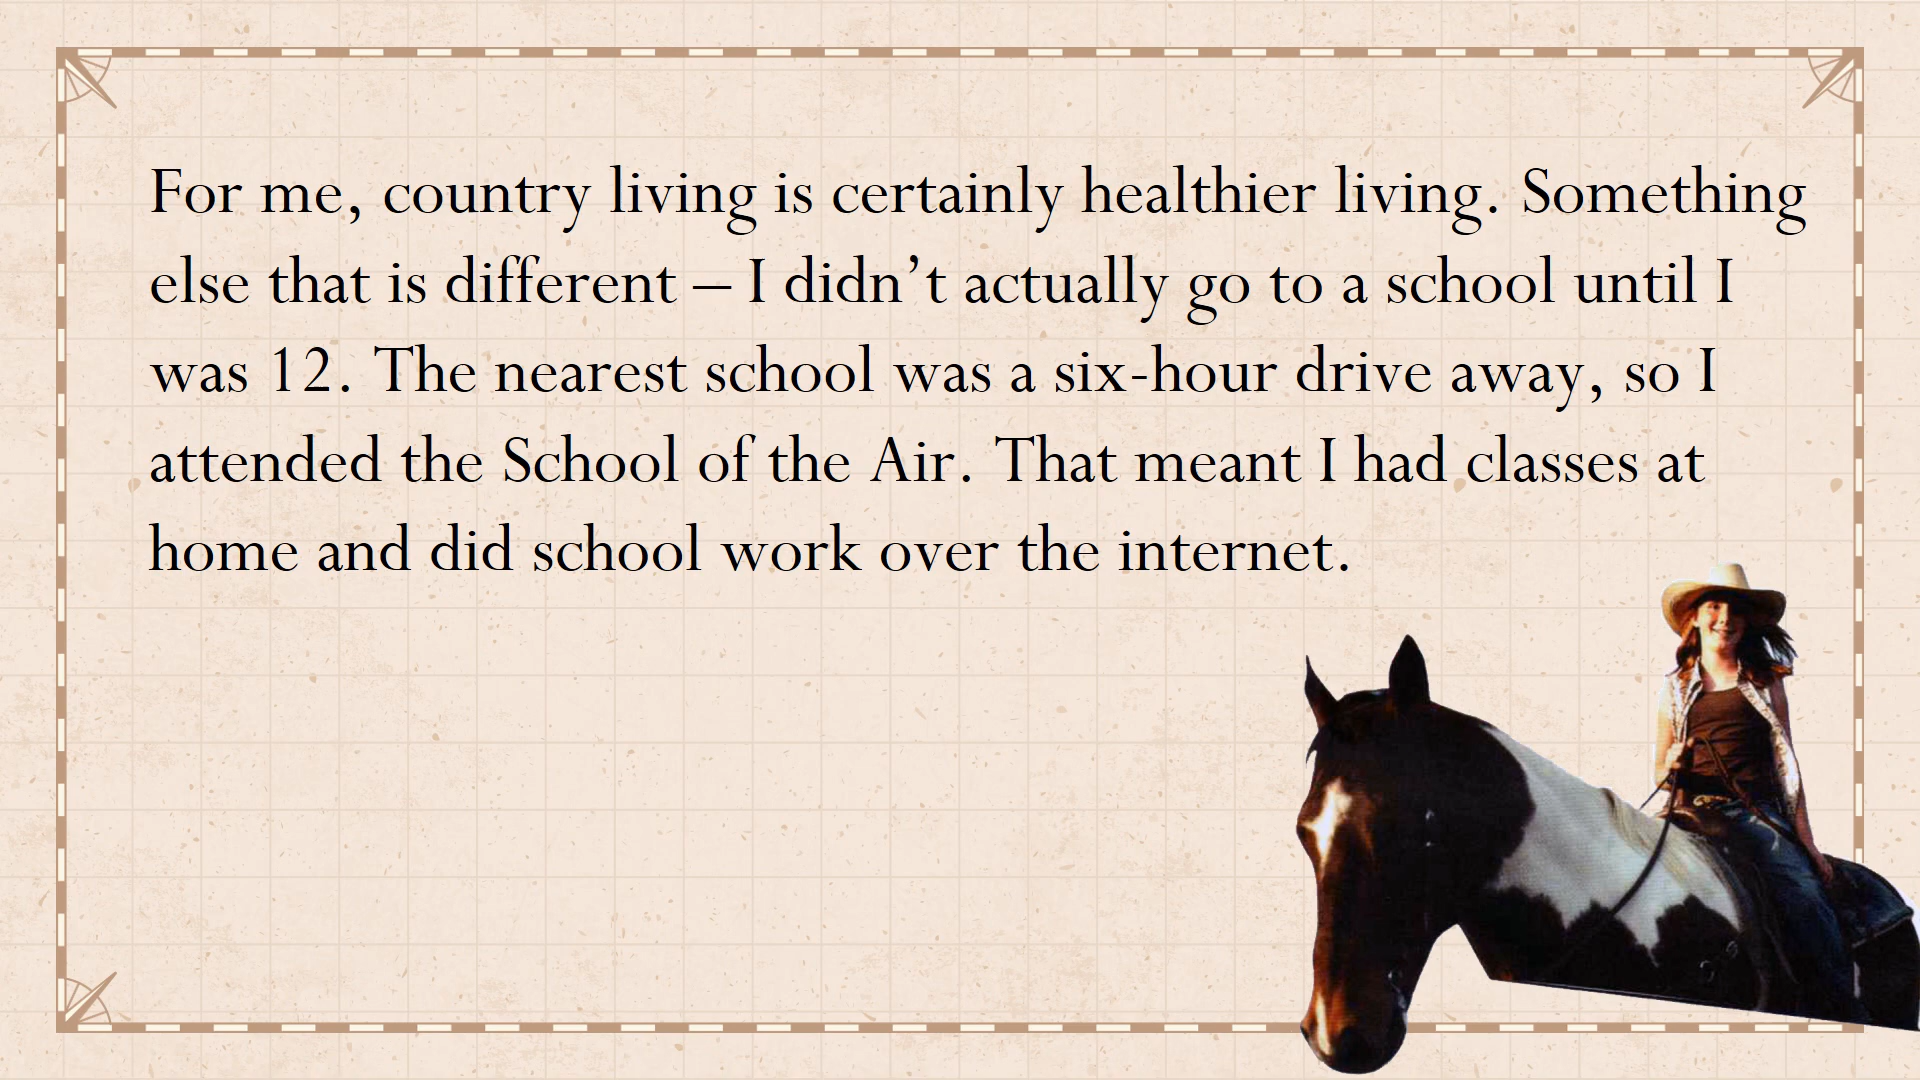 For me, country living is certainly healthier living. Something
else that is different – I didn’t actually go to a school until I
was 12. The nearest school was a six-hour drive away, so I
attended the School of the Air. That meant I had classes at
home and did school work over the internet.